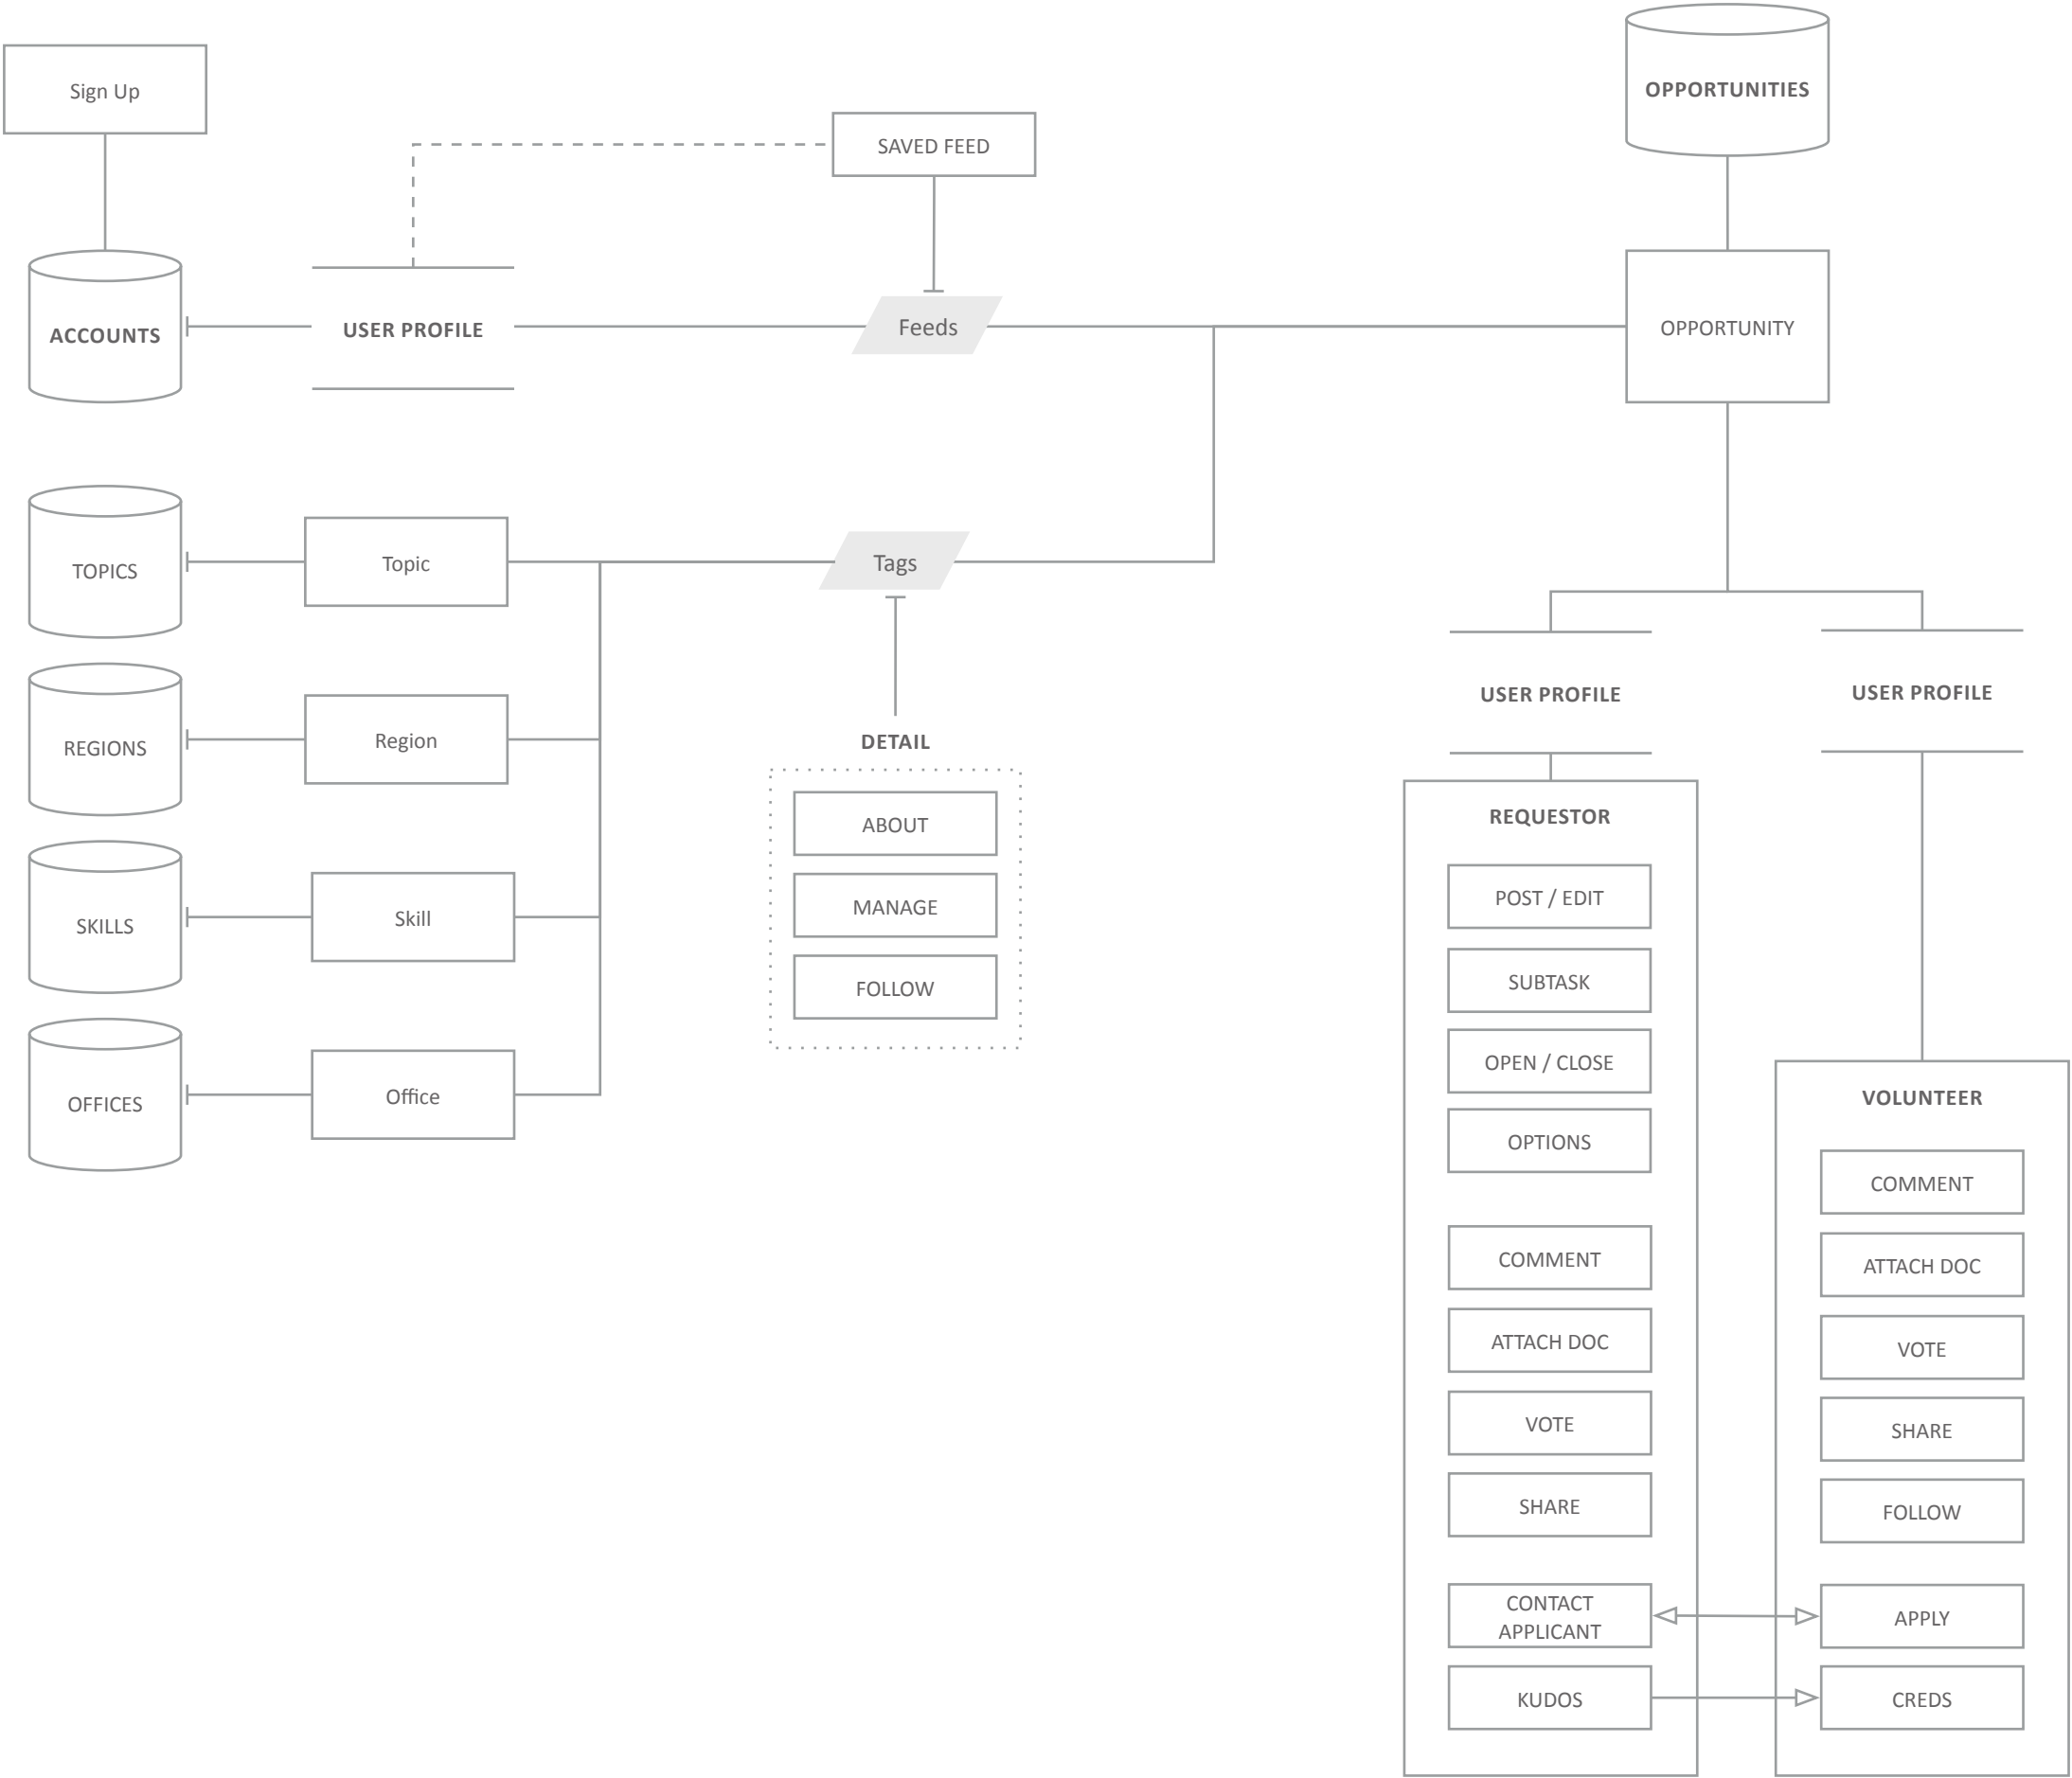 OPPORTUNITIES
Sign Up
SAVED FEED
ACCOUNTS
USER PROFILE
Feeds
OPPORTUNITY
TOPICS
Topic
Tags
REGIONS
Region
DETAIL
ABOUT
MANAGE
FOLLOW
SKILLS
Skill
OFFICES
Office
USER PROFILE
REQUESTOR
POST / EDIT
SUBTASK
OPEN / CLOSE
OPTIONS
COMMENT
ATTACH DOC
VOTE
SHARE
CONTACT
APPLICANT
KUDOS
USER PROFILE
VOLUNTEER
COMMENT
ATTACH DOC
VOTE
SHARE
FOLLOW
APPLY
CREDS